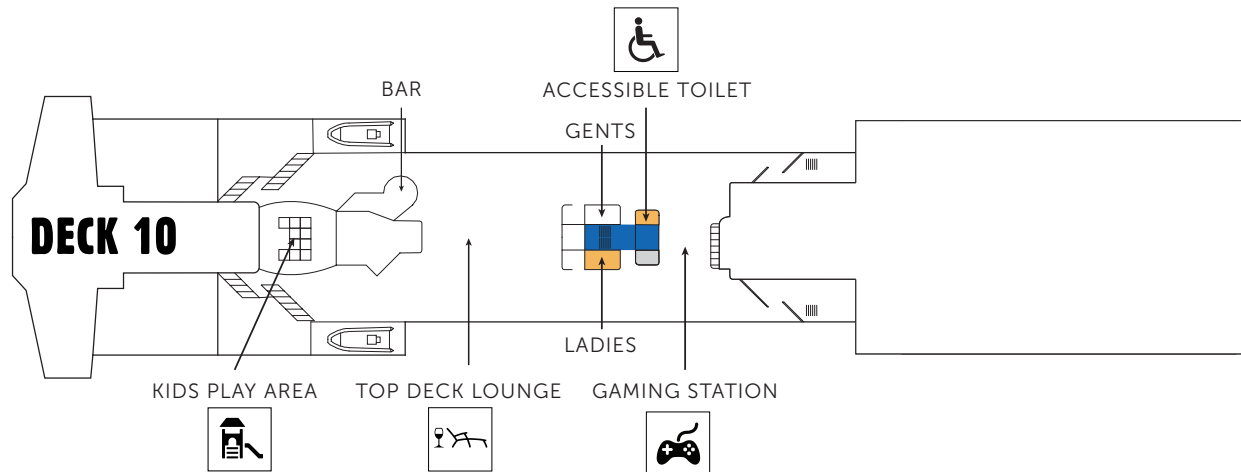 BAR
ACCESSIBLE TOILET
GENTS
DECK 10
LADIES
KIDS PLAY AREA
TOP DECK LOUNGE
GAMING STATION